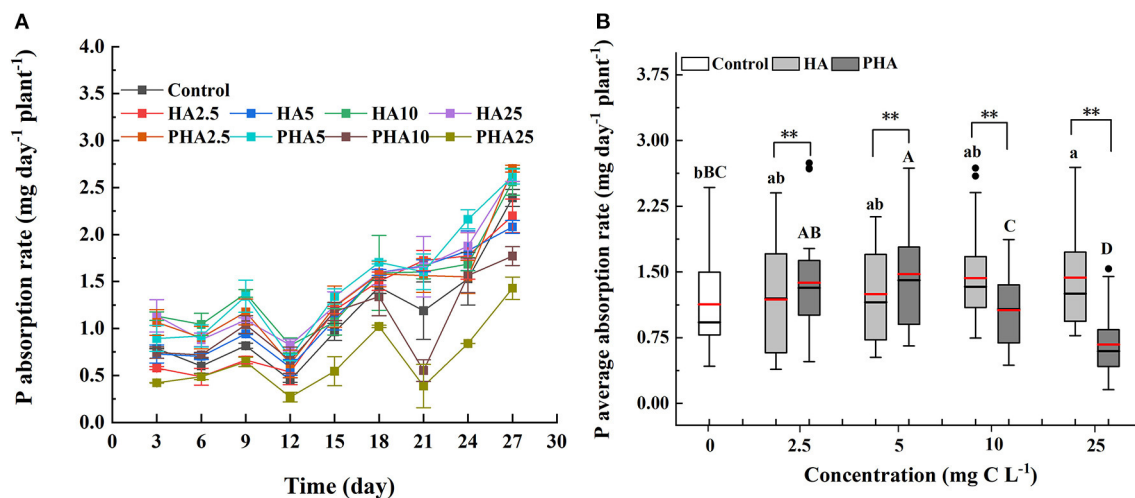 A
P absorption rate (mg day⁻¹ plant⁻¹)
4.0
3.5
3.0
2.5
2.0
1.5
1.0
0.5
0.0
Control
HA2.5 HA5 HA10 HA25
PHA2.5 PHA5 PHA10 PHA25
0 3 6 9 12 15 18 21 24 27 30
Time (day)
B
P average absorption rate (mg day⁻¹ plant⁻¹)
3.75
3.00
2.25
1.50
0.75
0.00
Control HA PHA
** ** ** **
bBC ab AB ab A ab C a D
0 2.5 5 10 25
Concentration (mg C L⁻¹)